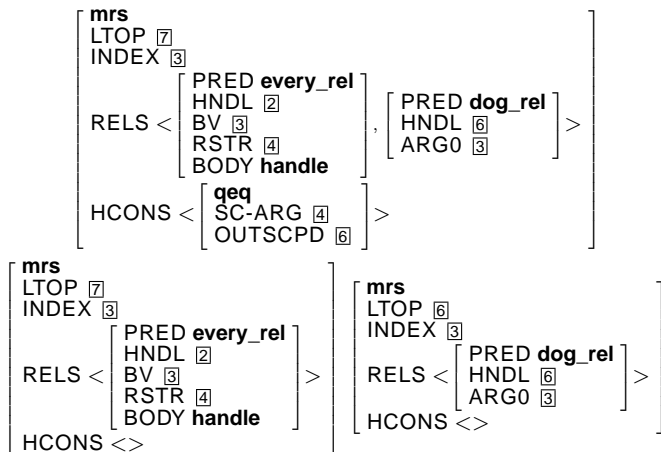 mrs
LTOP 7
INDEX 3
RELS < [ PRED every_rel HNDL 2 BV 3 RSTR 4 BODY handle ], [ PRED dog_rel HNDL 6 ARG0 3 ] >
HCONS < [ qeq SC-ARG 4 OUTSCPD 6 ] >
mrs
LTOP 7
INDEX 3
RELS < [ PRED every_rel HNDL 2 BV 3 RSTR 4 BODY handle ] >
HCONS <>
mrs
LTOP 6
INDEX 3
RELS < [ PRED dog_rel HNDL 6 ARG0 3 ] >
HCONS <>